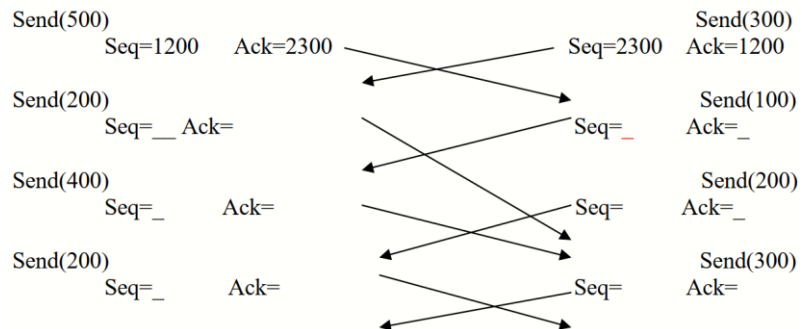 Send(500) Send(300)
Seq=1200 Ack=2300 Seq=2300 Ack=1200
Send(200) Send(100)
Seq=__ Ack= Seq=_ Ack=_
Send(400) Send(200)
Seq=_ Ack= Seq= Ack=_
Send(200) Send(300)
Seq=_ Ack= Seq= Ack=